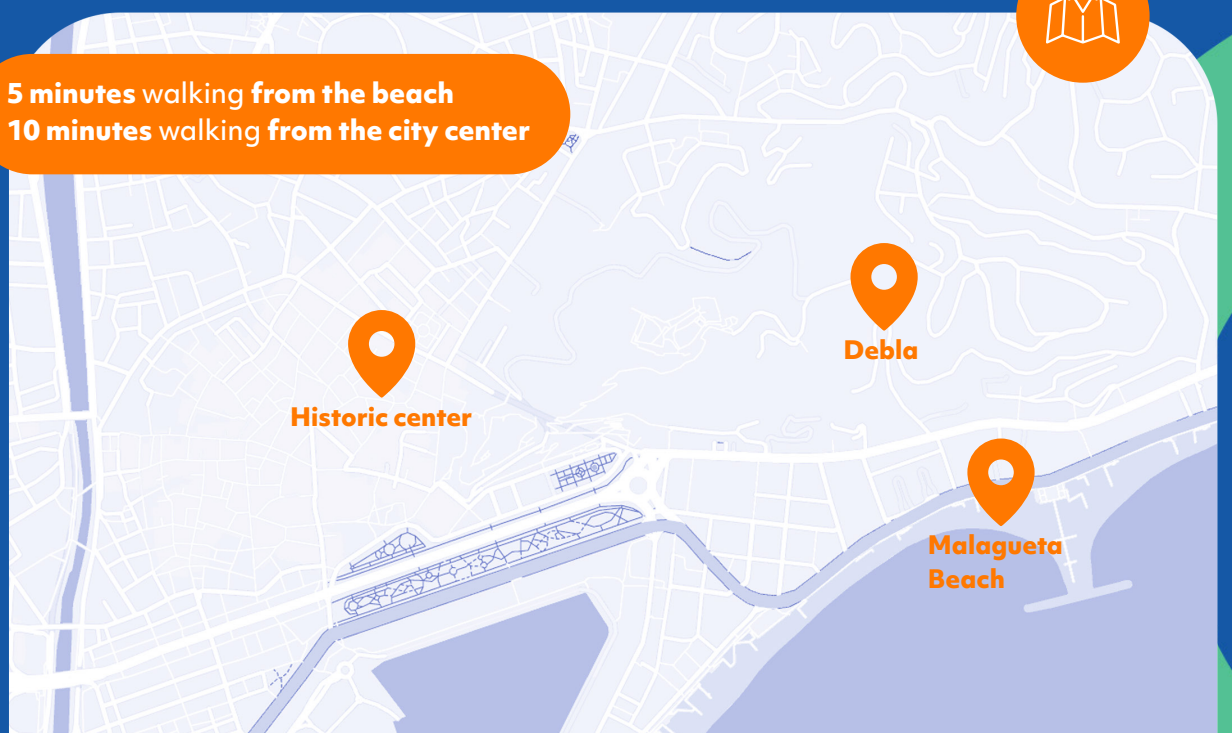 5 minutes walking from the beach
10 minutes walking from the city center
Debla
Historic center
Malagueta
Beach